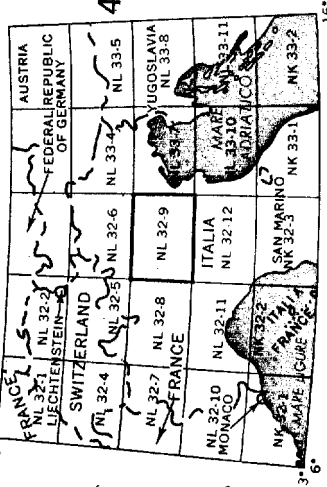 AUSTRIA
FEDERAL REPUBLIC
OF GERMANY
FRANCE
NL 32-1
NL 32-2
LIECHTENSTEIN
SWITZERLAND
NL 32-4
NL 32-5
NL 32-6
NL 33-4
NL 33-5
4
NL 32-7
NL 32-8
NL 32-9
NL 33-7
YUGOSLAVIA
NL 33-8
FRANCE
NL 32-10
MONACO
NL 32-11
ITALIA
NL 32-12
MARE
ADRIATICO
NL 33-10
NL 33-11
NK 32-1
MARE LIGURE
NK 32-2
ITALIA
FRANCE
SAN MARINO
NK 32-3
NK 33-1
NK 33-2
6°